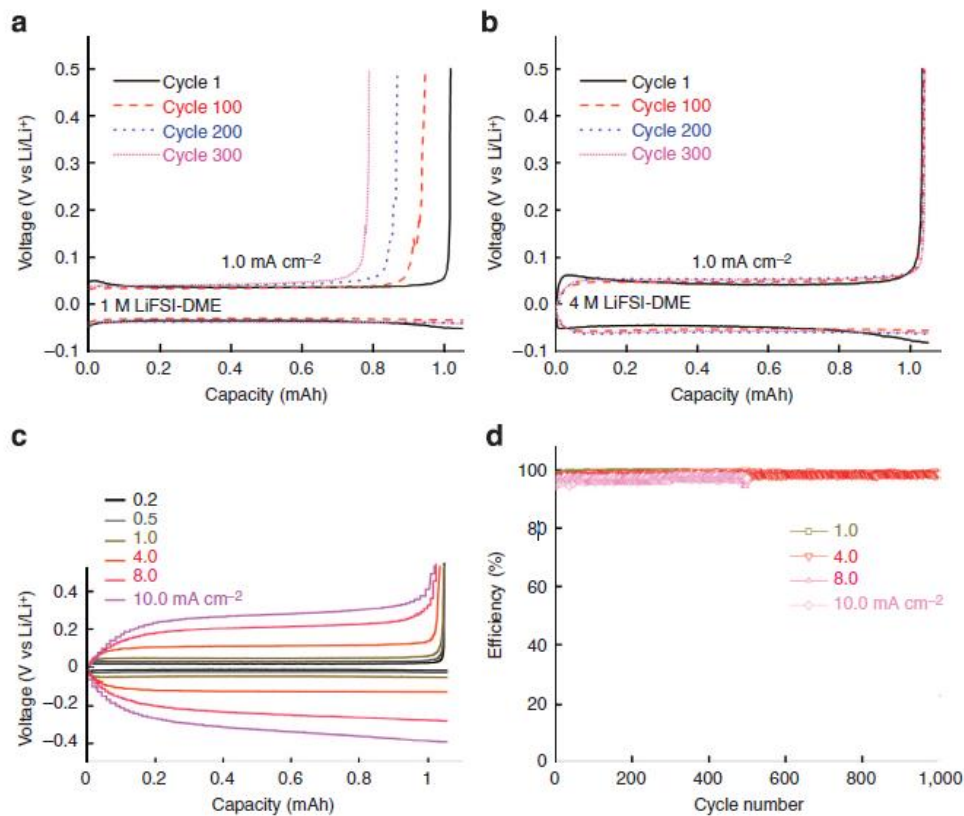 a
0.5
0.4
0.3
0.2
0.1
0.0
–0.1
Voltage (V vs Li/Li⁺)
Cycle 1
Cycle 100
Cycle 200
Cycle 300
1.0 mA cm⁻²
1 M LiFSI-DME
0.0 0.2 0.4 0.6 0.8 1.0
Capacity (mAh)
b
0.5
0.4
0.3
0.2
0.1
0.0
–0.1
Voltage (V vs Li/Li⁺)
Cycle 1
Cycle 100
Cycle 200
Cycle 300
1.0 mA cm⁻²
4 M LiFSI-DME
0.0 0.2 0.4 0.6 0.8 1.0
Capacity (mAh)
c
0.2
0.5
1.0
4.0
8.0
10.0 mA cm⁻²
0.4
0.2
0
–0.2
–0.4
Voltage (V vs Li/Li⁺)
0 0.2 0.4 0.6 0.8 1
Capacity (mAh)
d
100
80
60
40
20
0
Efficiency (%)
1.0
4.0
8.0
10.0 mA cm⁻²
0 200 400 600 800 1,000
Cycle number